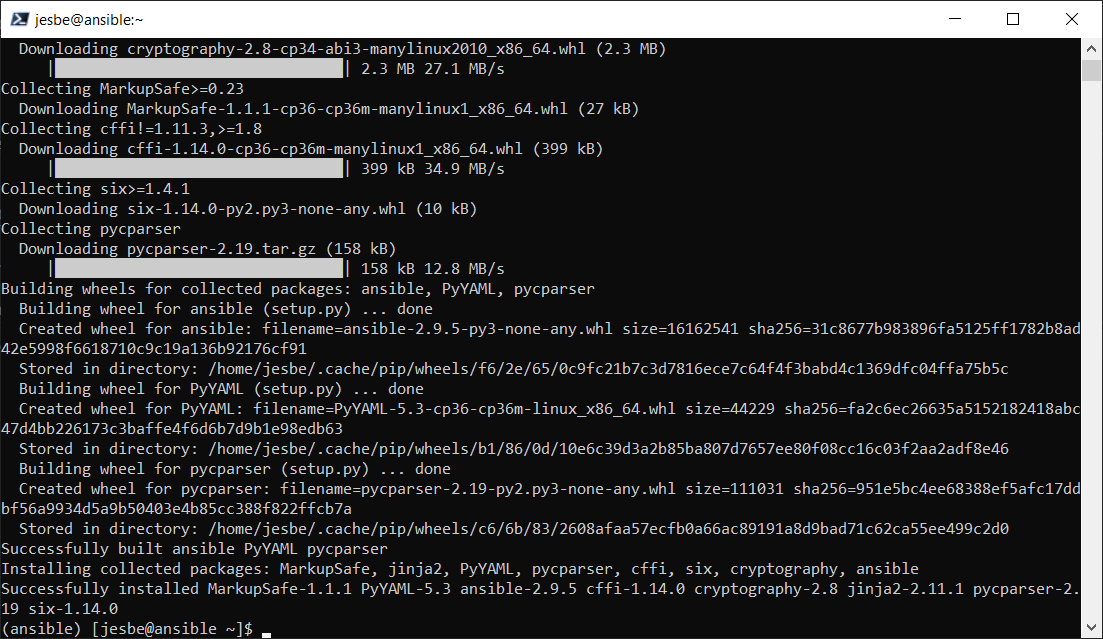 jesbe@ansible:~
Downloading cryptography-2.8-cp34-abi3-manylinux2010_x86_64.whl (2.3 MB)
| | 2.3 MB 27.1 MB/s
Collecting MarkupSafe>=0.23
Downloading MarkupSafe-1.1.1-cp36-cp36m-manylinux1_x86_64.whl (27 kB)
Collecting cffi!=1.11.3,>=1.8
Downloading cffi-1.14.0-cp36-cp36m-manylinux1_x86_64.whl (399 kB)
| | 399 kB 34.9 MB/s
Collecting six>=1.4.1
Downloading six-1.14.0-py2.py3-none-any.whl (10 kB)
Collecting pycparser
Downloading pycparser-2.19.tar.gz (158 kB)
| | 158 kB 12.8 MB/s
Building wheels for collected packages: ansible, PyYAML, pycparser
Building wheel for ansible (setup.py) ... done
Created wheel for ansible: filename=ansible-2.9.5-py3-none-any.whl size=16162541 sha256=31c8677b983896fa5125ff1782b8ad
42e5998f6618710c9c19a136b92176cf91
Stored in directory: /home/jesbe/.cache/pip/wheels/f6/2e/65/0c9fc21b7c3d7816ece7c64f4f3babd4c1369dfc04ffa75b5c
Building wheel for PyYAML (setup.py) ... done
Created wheel for PyYAML: filename=PyYAML-5.3-cp36-cp36m-linux_x86_64.whl size=44229 sha256=fa2c6ec26635a5152182418abc
47d4bb226173c3baffe4f6d6b7d9b1e98edb63
Stored in directory: /home/jesbe/.cache/pip/wheels/b1/86/0d/10e6c39d3a2b85ba807d7657ee80f08cc16c03f2aa2adf8e46
Building wheel for pycparser (setup.py) ... done
Created wheel for pycparser: filename=pycparser-2.19-py2.py3-none-any.whl size=111031 sha256=951e5bc4ee68388ef5afc17dd
bf56a9934d5a9b50403e4b85cc388f822ffcb7a
Stored in directory: /home/jesbe/.cache/pip/wheels/c6/6b/83/2608afaa57ecfb0a66ac89191a8d9bad71c62ca55ee499c2d0
Successfully built ansible PyYAML pycparser
Installing collected packages: MarkupSafe, jinja2, PyYAML, pycparser, cffi, six, cryptography, ansible
Successfully installed MarkupSafe-1.1.1 PyYAML-5.3 ansible-2.9.5 cffi-1.14.0 cryptography-2.8 jinja2-2.11.1 pycparser-2.
19 six-1.14.0
(ansible) [jesbe@ansible ~]$